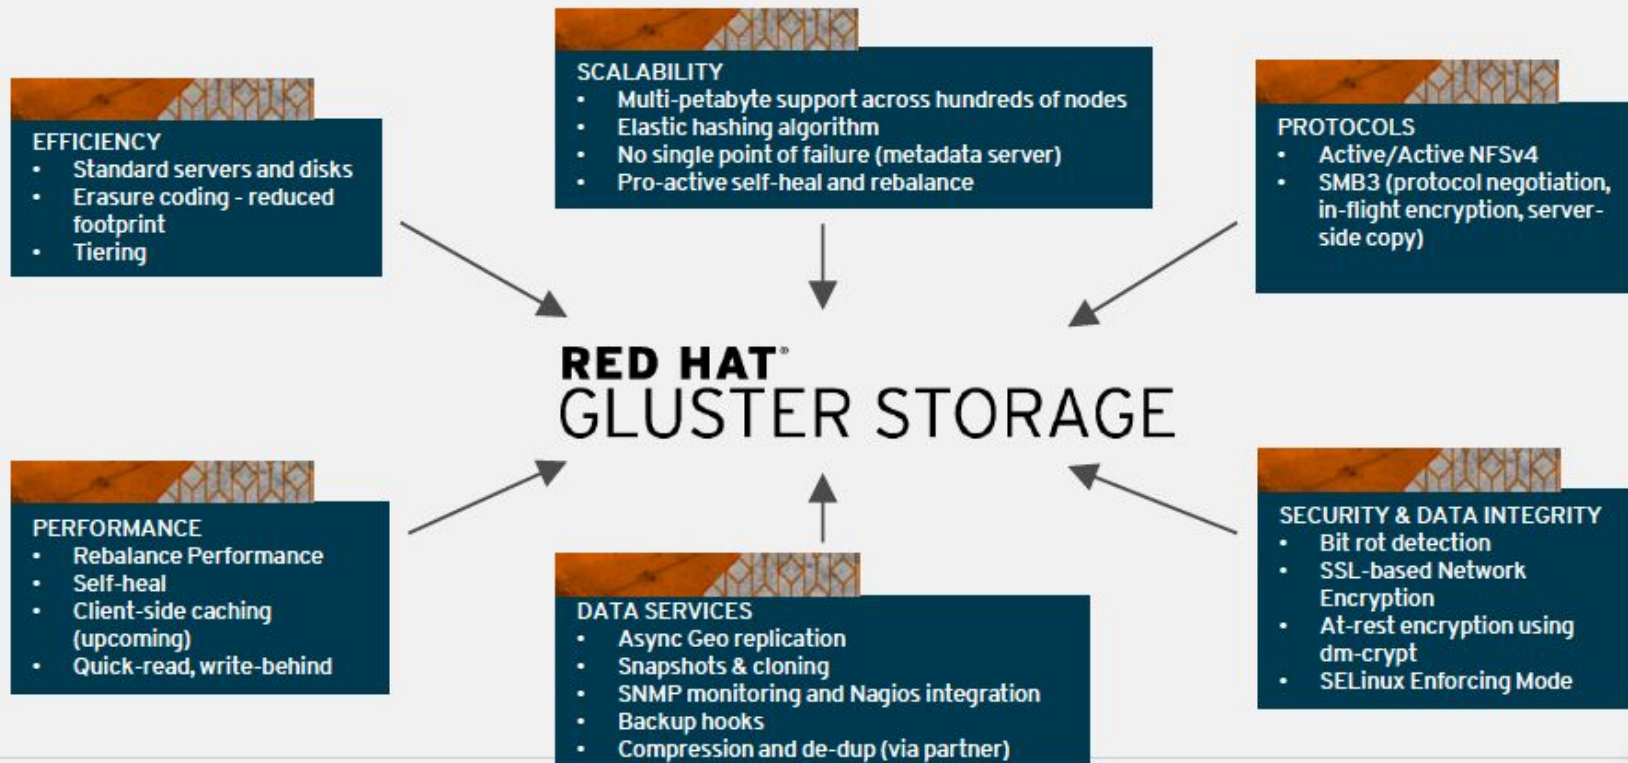 SCALABILITY
• Multi-petabyte support across hundreds of nodes
• Elastic hashing algorithm
• No single point of failure (metadata server)
• Pro-active self-heal and rebalance
EFFICIENCY
• Standard servers and disks
• Erasure coding - reduced
footprint
• Tiering
PROTOCOLS
• Active/Active NFSv4
• SMB3 (protocol negotiation,
in-flight encryption, server-
side copy)
RED HAT®
GLUSTER STORAGE
PERFORMANCE
• Rebalance Performance
• Self-heal
• Client-side caching
(upcoming)
• Quick-read, write-behind
DATA SERVICES
• Async Geo replication
• Snapshots & cloning
• SNMP monitoring and Nagios integration
• Backup hooks
• Compression and de-dup (via partner)
SECURITY & DATA INTEGRITY
• Bit rot detection
• SSL-based Network
Encryption
• At-rest encryption using
dm-crypt
• SELinux Enforcing Mode